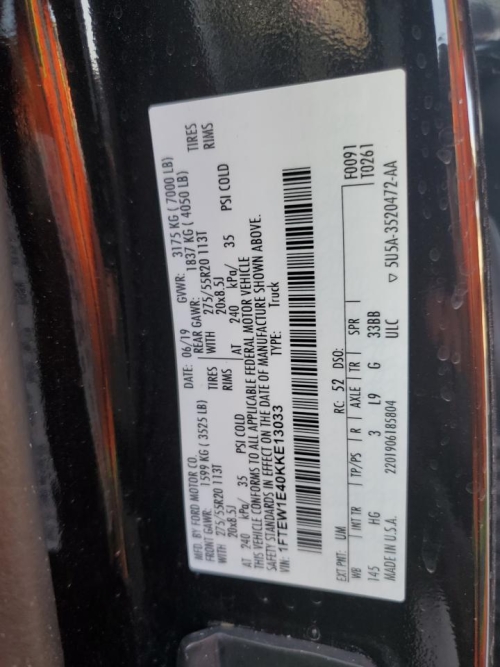 MFD. BY FORD MOTOR CO. DATE: 06/19 GVWR: 3175 KG ( 7000 LB)
FRONT GAWR: 1599 KG ( 3525 LB) REAR GAWR: 1837 KG ( 4050 LB)
WITH 275/55R20 113T WITH 275/55R20 113T TIRES
20x8.5J 20x8.5J RIMS
AT 240 kPa/ 35 PSI COLD AT 240 kPa/ 35 PSI COLD
THIS VEHICLE CONFORMS TO ALL APPLICABLE FEDERAL MOTOR VEHICLE
SAFETY STANDARDS IN EFFECT ON THE DATE OF MANUFACTURE SHOWN ABOVE.
VIN: 1FTEW1E40KKE13033 TYPE: Truck
F0091
T0261
EXT PNT: UM RC: 52 DSO:
WB INT TR TP/PS R AXLE TR SPR
145 HG 3 L9 G 33BB
ULC
MADE IN U.S.A. 2201906185804 ▽ 5U5A-3520472-AA